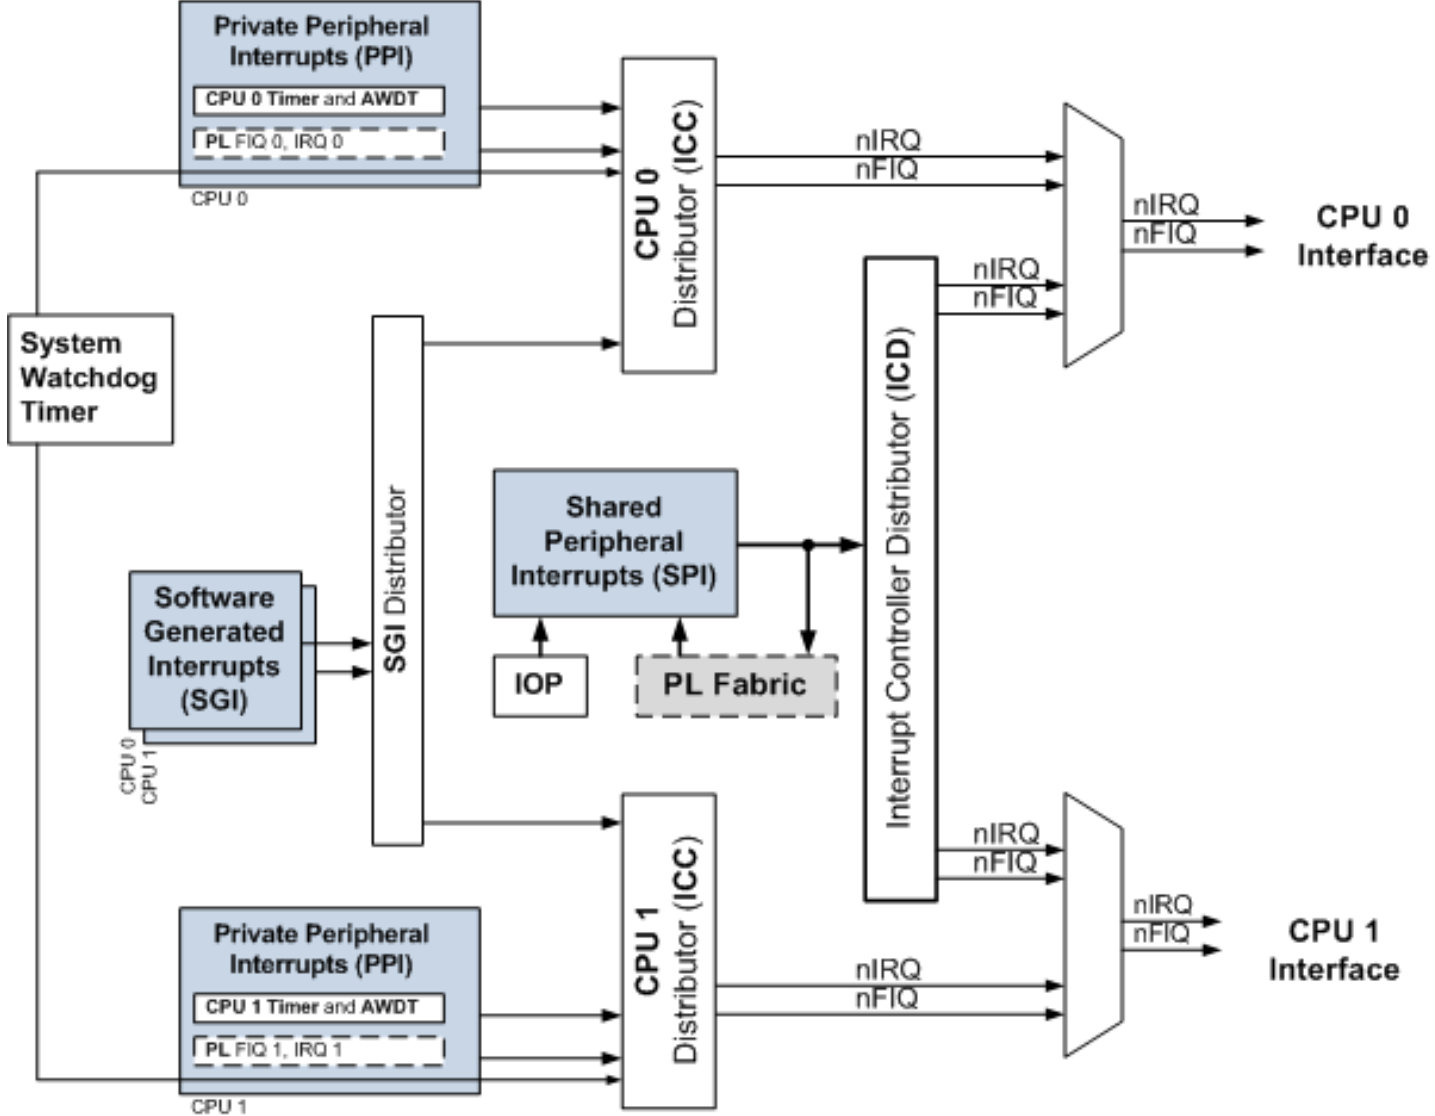 Private Peripheral
Interrupts (PPI)
CPU 0 Timer and AWDT
PL FIQ 0, IRQ 0
CPU 0
CPU 0
Distributor (ICC)
nIRQ
nFIQ
nIRQ
nFIQ
nIRQ
nFIQ
CPU 0
Interface
System
Watchdog
Timer
SGI Distributor
Shared
Peripheral
Interrupts (SPI)
IOP
PL Fabric
Interrupt Controller Distributor (ICD)
Software
Generated
Interrupts
(SGI)
CPU 0
CPU 1
Private Peripheral
Interrupts (PPI)
CPU 1 Timer and AWDT
PL FIQ 1, IRQ 1
CPU 1
CPU 1
Distributor (ICC)
nIRQ
nFIQ
nIRQ
nFIQ
nIRQ
nFIQ
CPU 1
Interface